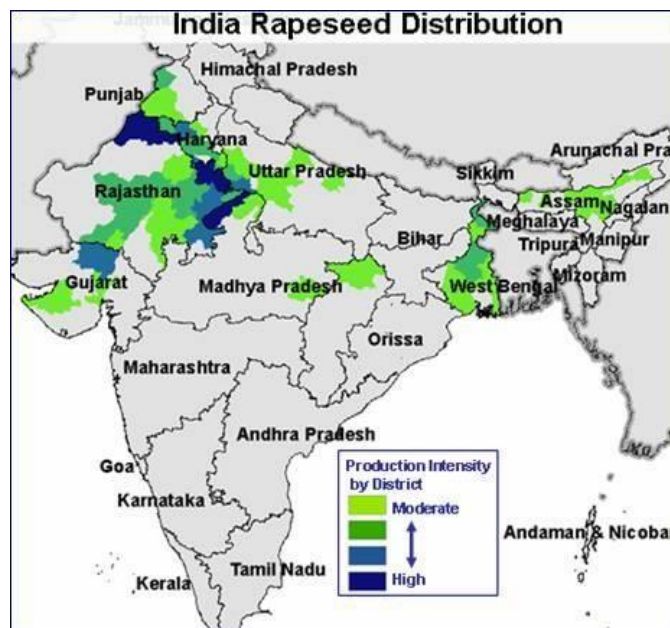 India Rapeseed Distribution
Himachal Pradesh
Punjab
Haryana
Arunachal Pra
Uttar Pradesh
Sikkim
Rajasthan
Assam
Nagalan
Meghalaya
Bihar
Manipur
Tripura
Mizoram
Gujarat
Madhya Pradesh
West Bengal
Orissa
Maharashtra
Andhra Pradesh
Goa
Production Intensity
by District
Moderate
High
Karnataka
Andaman & Nicoba
Kerala
Tamil Nadu